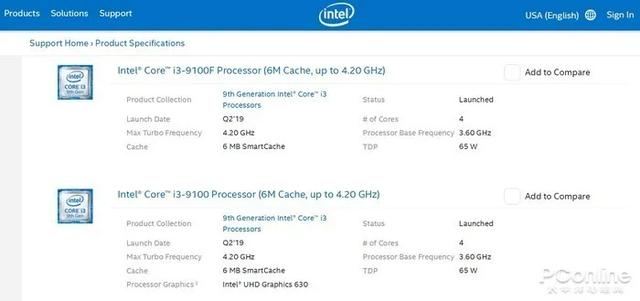 Products Solutions Support
intel
USA (English) Sign In
Support Home › Product Specifications
intel CORE i3 9th Gen
Intel® Core™ i3-9100F Processor (6M Cache, up to 4.20 GHz)
Add to Compare
Product Collection 9th Generation Intel® Core™ i3 Processors Status Launched
Launch Date Q2'19 # of Cores 4
Max Turbo Frequency 4.20 GHz Processor Base Frequency 3.60 GHz
Cache 6 MB SmartCache TDP 65 W
intel CORE i3 9th Gen
Intel® Core™ i3-9100 Processor (6M Cache, up to 4.20 GHz)
Add to Compare
Product Collection 9th Generation Intel® Core™ i3 Processors Status Launched
Launch Date Q2'19 # of Cores 4
Max Turbo Frequency 4.20 GHz Processor Base Frequency 3.60 GHz
Cache 6 MB SmartCache TDP 65 W
Processor Graphics ‡ Intel® UHD Graphics 630
PConline
太平洋电脑网